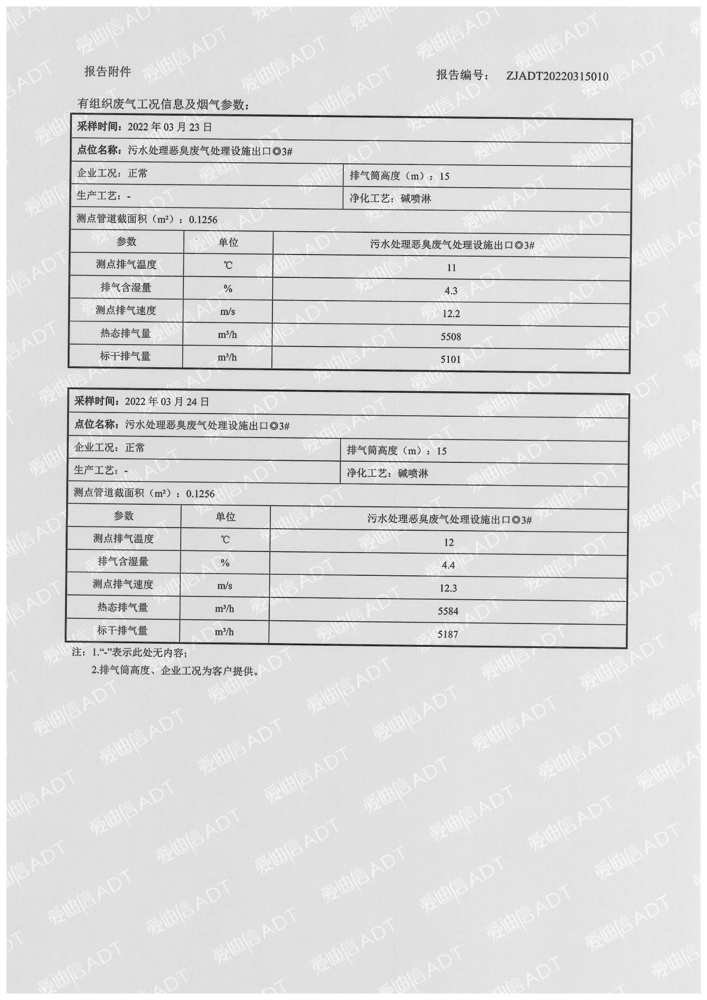 报告附件 报告编号： ZJADT20220315010
有组织废气工况信息及烟气参数：
采样时间：2022 年 03 月 23 日
点位名称：污水处理恶臭废气处理设施出口◎3#
企业工况：正常 排气筒高度（m）：15
生产工艺：- 净化工艺：碱喷淋
测点管道截面积（m²）：0.1256
参数 单位 污水处理恶臭废气处理设施出口◎3#
测点排气温度 ℃ 11
排气含湿量 % 4.3
测点排气速度 m/s 12.2
热态排气量 m³/h 5508
标干排气量 m³/h 5101
采样时间：2022 年 03 月 24 日
点位名称：污水处理恶臭废气处理设施出口◎3#
企业工况：正常 排气筒高度（m）：15
生产工艺：- 净化工艺：碱喷淋
测点管道截面积（m²）：0.1256
参数 单位 污水处理恶臭废气处理设施出口◎3#
测点排气温度 ℃ 12
排气含湿量 % 4.4
测点排气速度 m/s 12.3
热态排气量 m³/h 5584
标干排气量 m³/h 5187
注：1.“-”表示此处无内容；
2.排气筒高度、企业工况为客户提供。
爱迪信 ADT